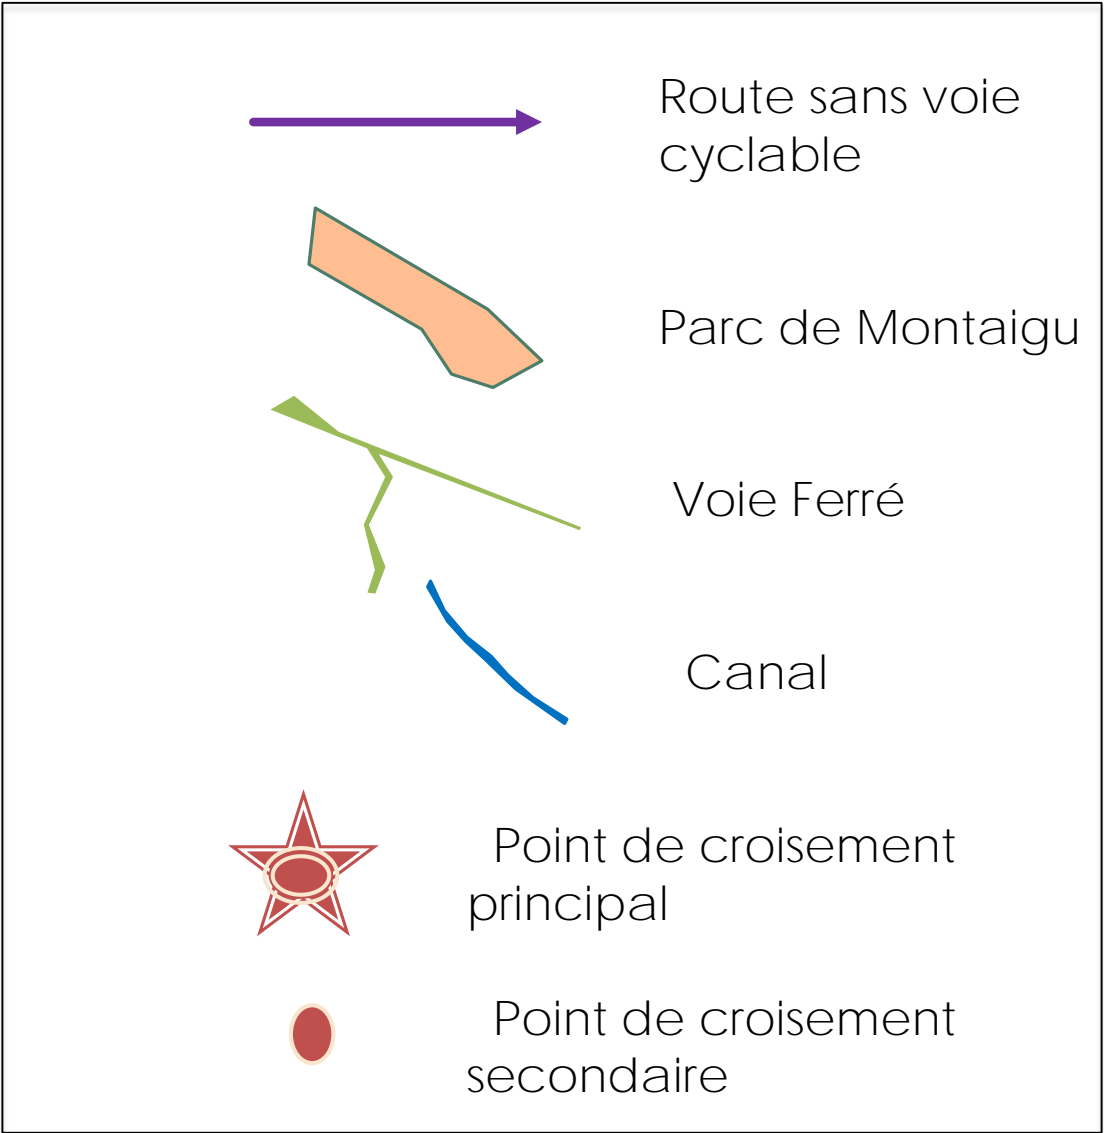 Route sans voie
cyclable
Parc de Montaigu
Voie Ferré
Canal
Point de croisement
principal
Point de croisement
secondaire